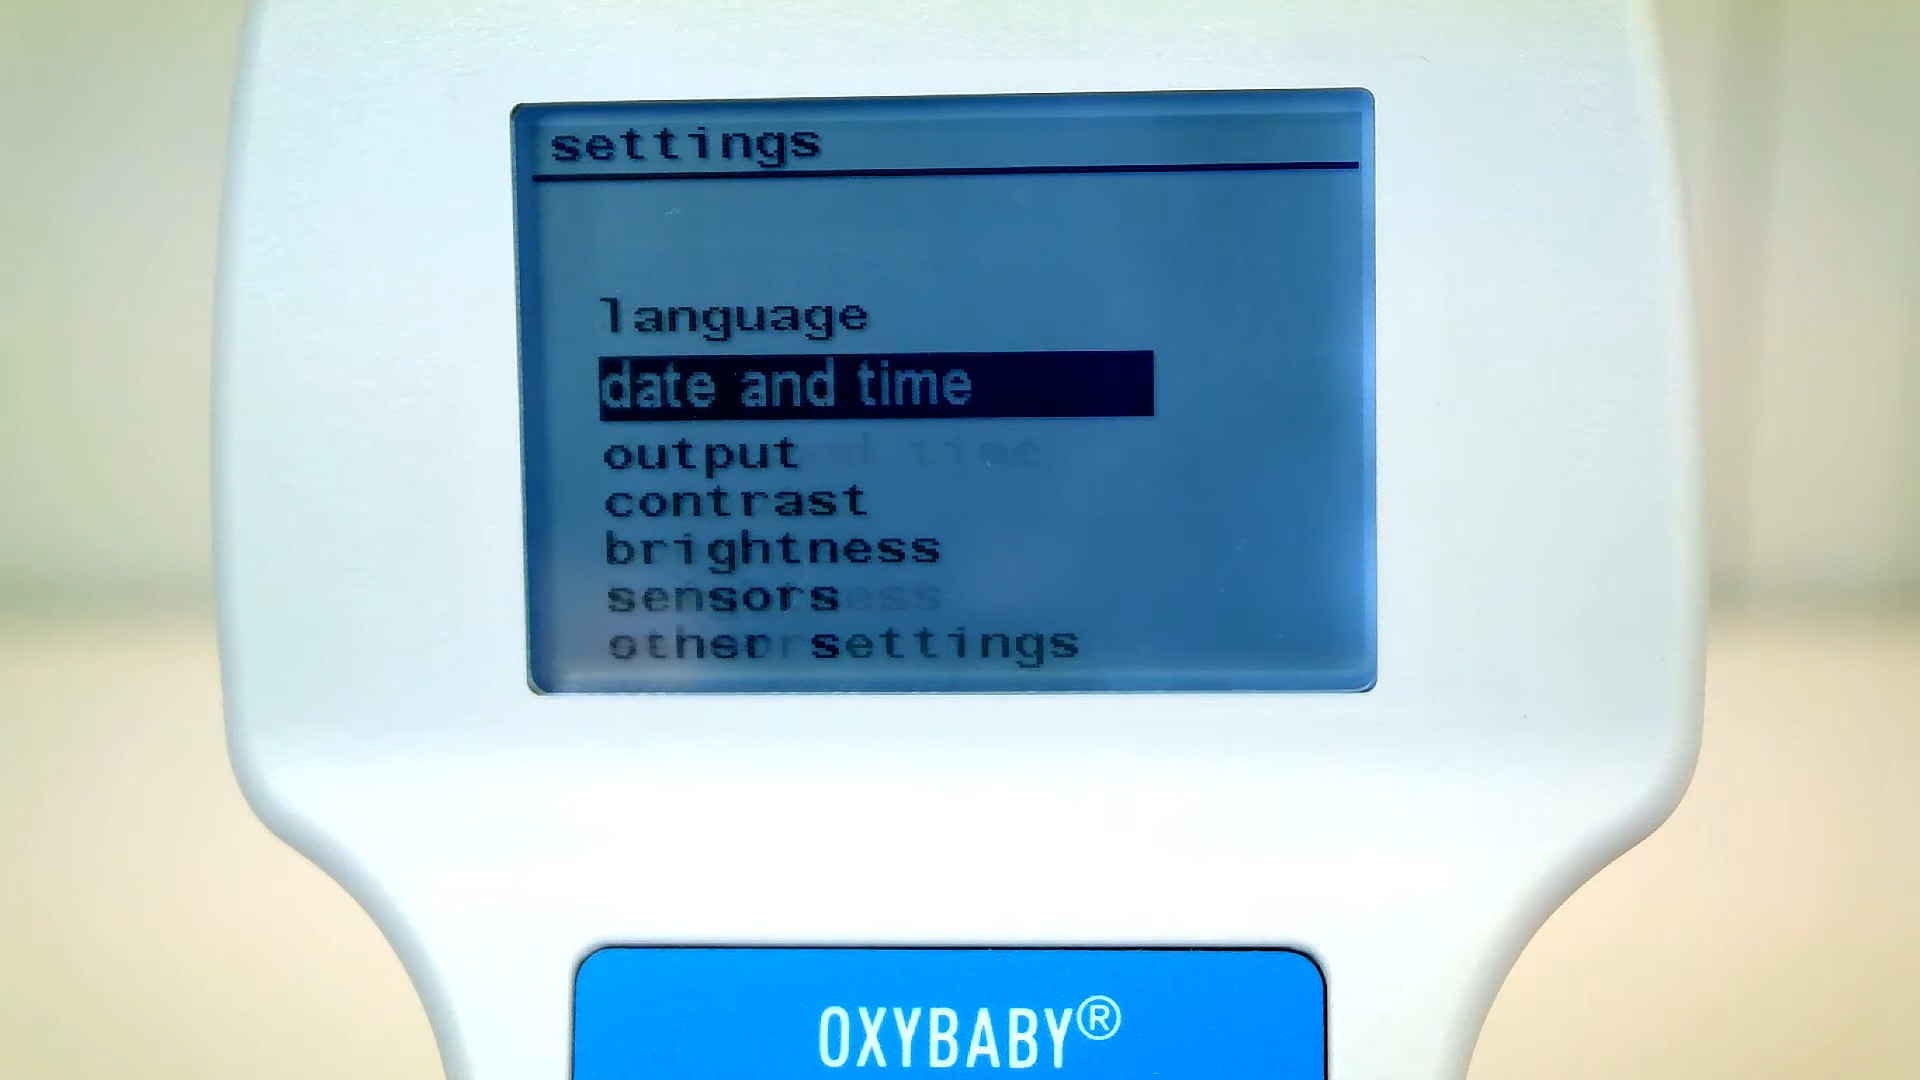 settings
language
date and time
output
contrast
brightness
sensors
other settings
OXYBABY®